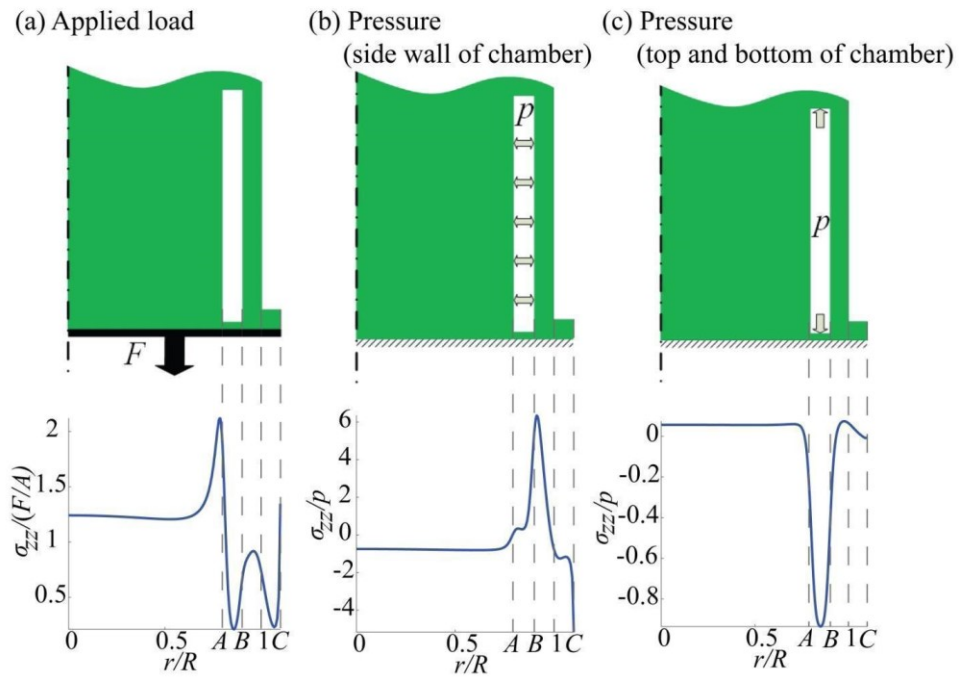 (a) Applied load
(b) Pressure
(side wall of chamber)
(c) Pressure
(top and bottom of chamber)
p
p
F
2
1.5
1
0.5
σzz/(F/A)
0
0.5
A
B
1
C
r/R
6
4
2
0
-2
-4
σzz/p
0
0.5
A
B
1
C
r/R
0
-0.2
-0.4
-0.6
-0.8
σzz/p
0
0.5
A
B
1
C
r/R